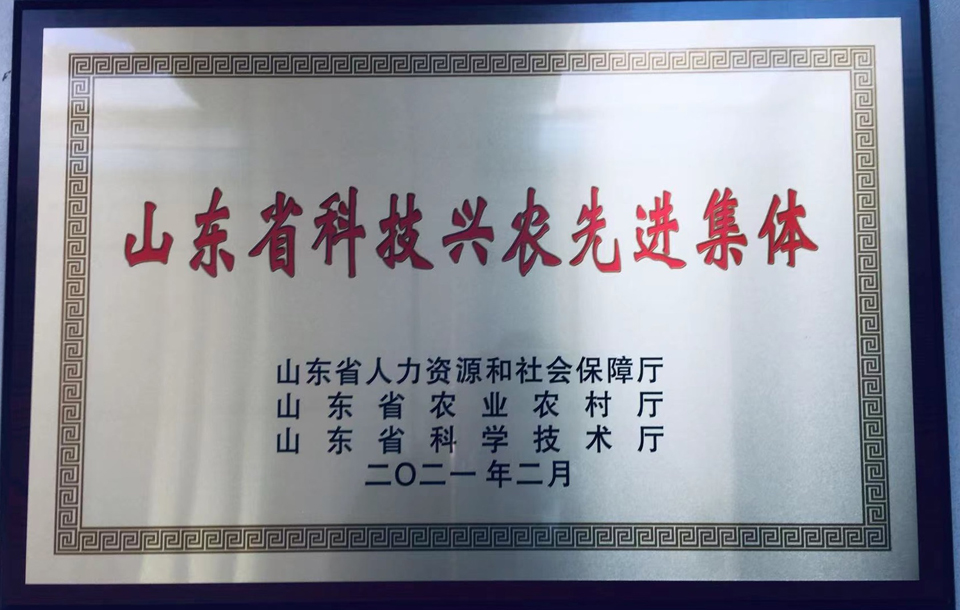 山东省科技兴农先进集体
山东省人力资源和社会保障厅
山东省农业农村厅
山东省科学技术厅
二〇二一年二月